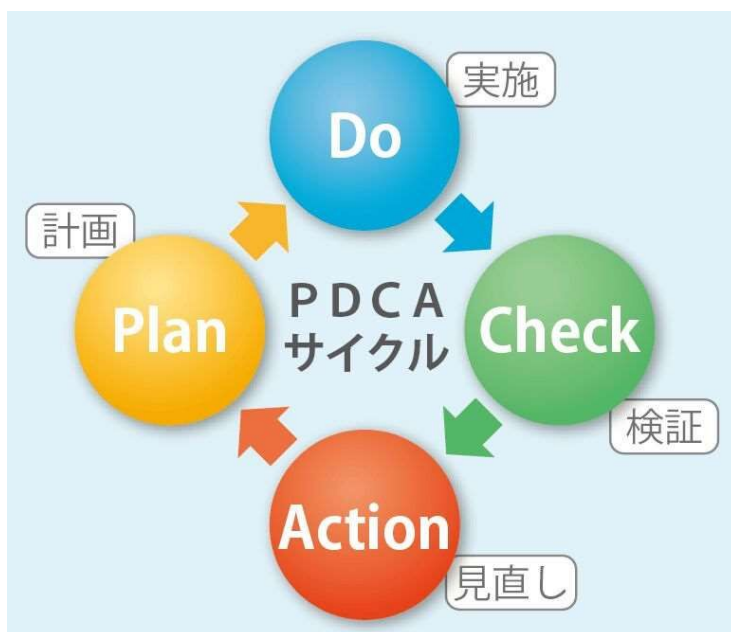 実施
Do
計画
Plan
PDCA
サイクル
Check
検証
Action
見直し